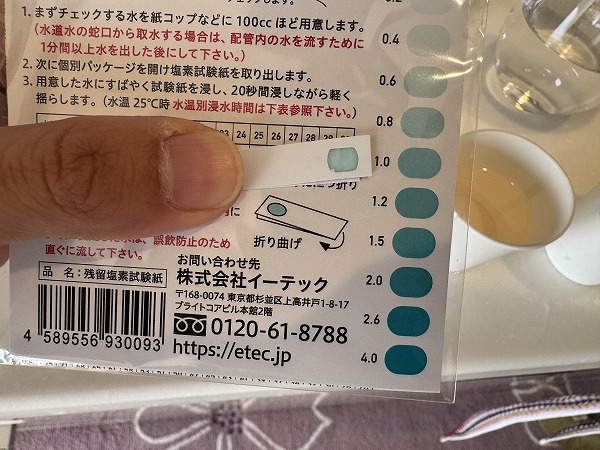 1. まずチェックする水を紙コップなどに100ccほど用意します。
(水道水の蛇口から取水する場合は、配管内の水を流すために
1分間以上水を出した後にして下さい。)
2. 次に個別パッケージを開け塩素試験紙を取り出します。
3. 用意した水にすばやく試験紙を浸し、20秒間浸しながら軽く
揺らします。(水温25℃時 水温別浸水時間は下表参照下さい。)
23 24 25 26 27 28 29
つ折り
に
は、誤飲防止のため
直ぐに流して下さい。
折り曲げ
品 名:残留塩素試験紙
4 589556 930093
お問い合わせ先
株式会社イーテック
〒168-0074 東京都杉並区上高井戸1-8-17
ブライトコアビル本館2階
0120-61-8788
https://etec.jp
0.2
0.4
0.6
0.8
1.0
1.2
1.5
2.0
2.6
4.0